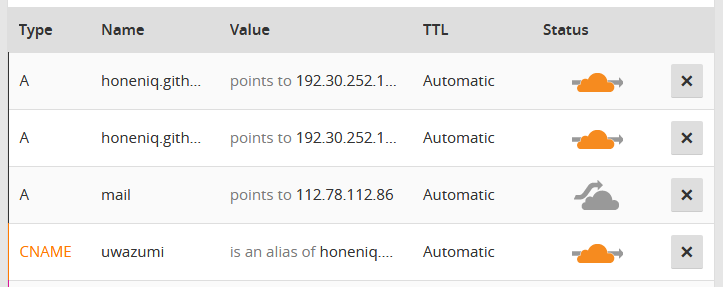 Type Name Value TTL Status
A honeniq.gith... points to 192.30.252.1... Automatic ×
A honeniq.gith... points to 192.30.252.1... Automatic ×
A mail points to 112.78.112.86 Automatic ×
CNAME uwazumi is an alias of honeniq.... Automatic ×